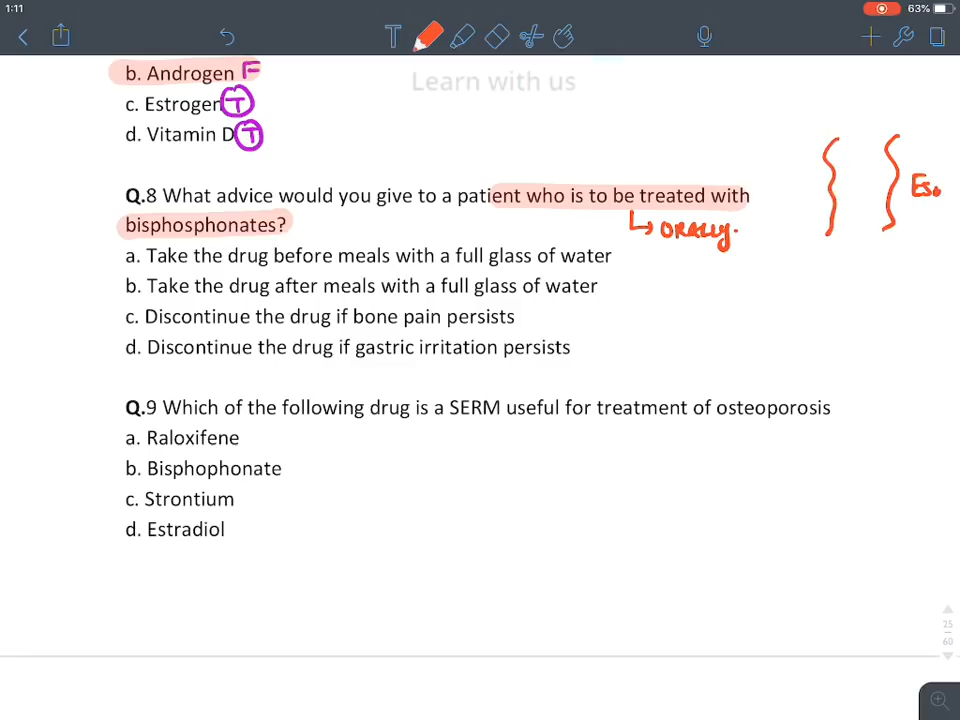 1:11
63%
T
b. Androgen F
Learn with us
c. Estrogen T
d. Vitamin D T
Q.8 What advice would you give to a patient who is to be treated with
bisphosphonates?
ORALLY.
Eso
a. Take the drug before meals with a full glass of water
b. Take the drug after meals with a full glass of water
c. Discontinue the drug if bone pain persists
d. Discontinue the drug if gastric irritation persists
Q.9 Which of the following drug is a SERM useful for treatment of osteoporosis
a. Raloxifene
b. Bisphophonate
c. Strontium
d. Estradiol
25
60